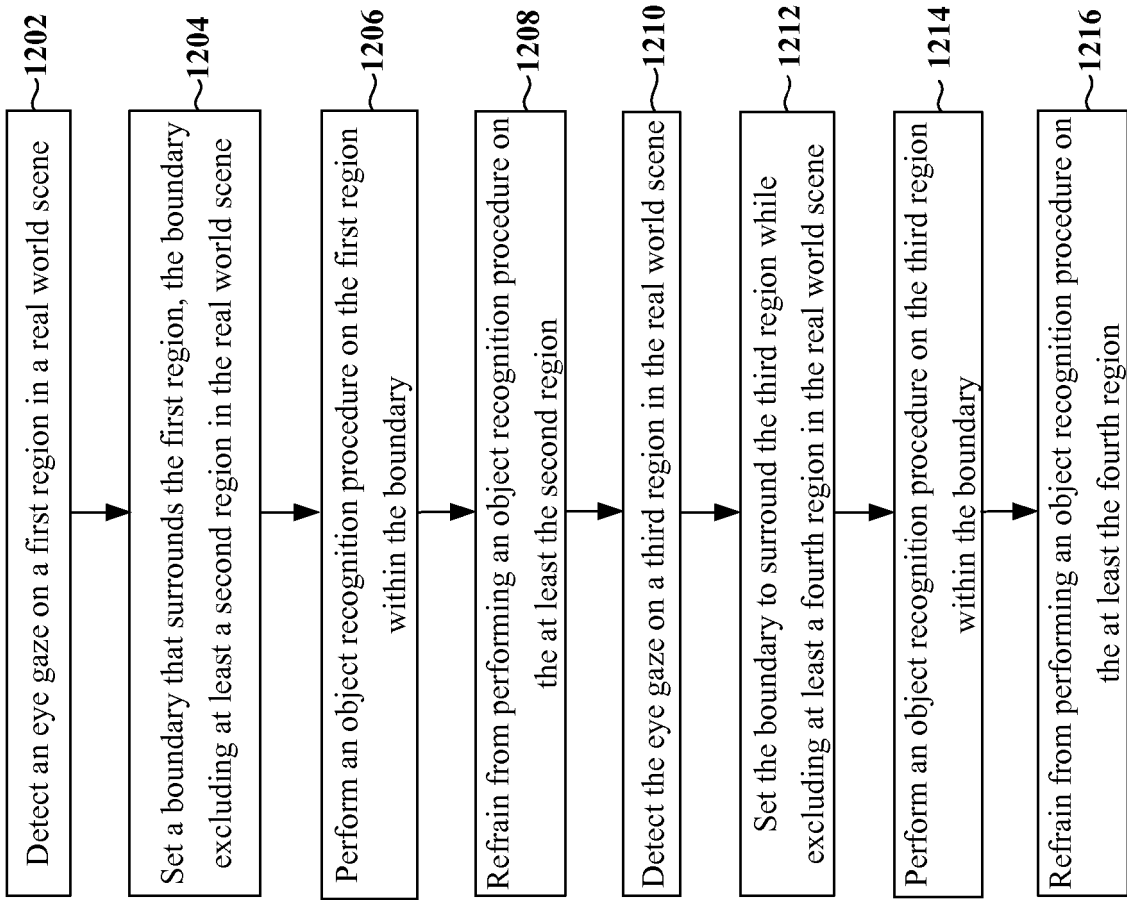 Detect an eye gaze on a first region in a real world scene
1202
Set a boundary that surrounds the first region, the boundary
excluding at least a second region in the real world scene
1204
Perform an object recognition procedure on the first region
within the boundary
1206
Refrain from performing an object recognition procedure on
the at least the second region
1208
Detect the eye gaze on a third region in the real world scene
1210
Set the boundary to surround the third region while
excluding at least a fourth region in the real world scene
1212
Perform an object recognition procedure on the third region
within the boundary
1214
Refrain from performing an object recognition procedure on
the at least the fourth region
1216